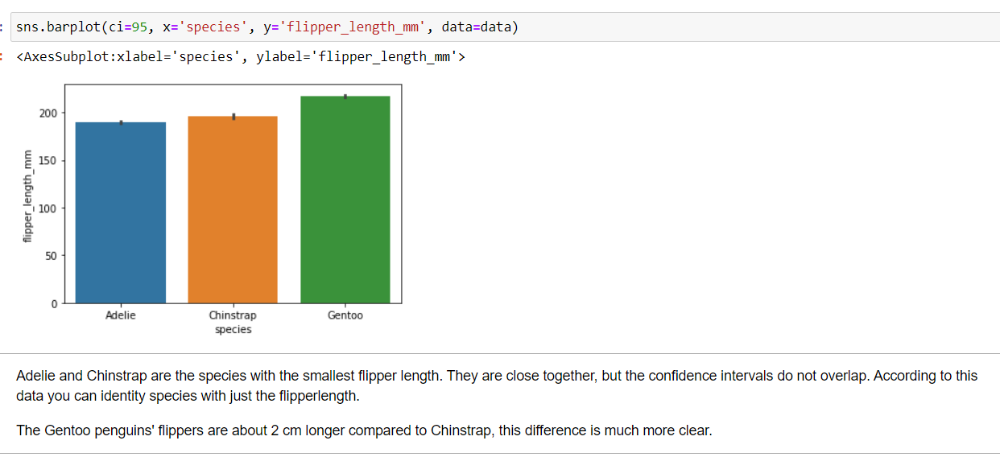 : sns.barplot(ci=95, x='species', y='flipper_length_mm', data=data)
: <AxesSubplot:xlabel='species', ylabel='flipper_length_mm'>
200
150
100
50
0
flipper_length_mm
Adelie Chinstrap Gentoo
species
Adelie and Chinstrap are the species with the smallest flipper length. They are close together, but the confidence intervals do not overlap. According to this
data you can identity species with just the flipperlength.
The Gentoo penguins' flippers are about 2 cm longer compared to Chinstrap, this difference is much more clear.